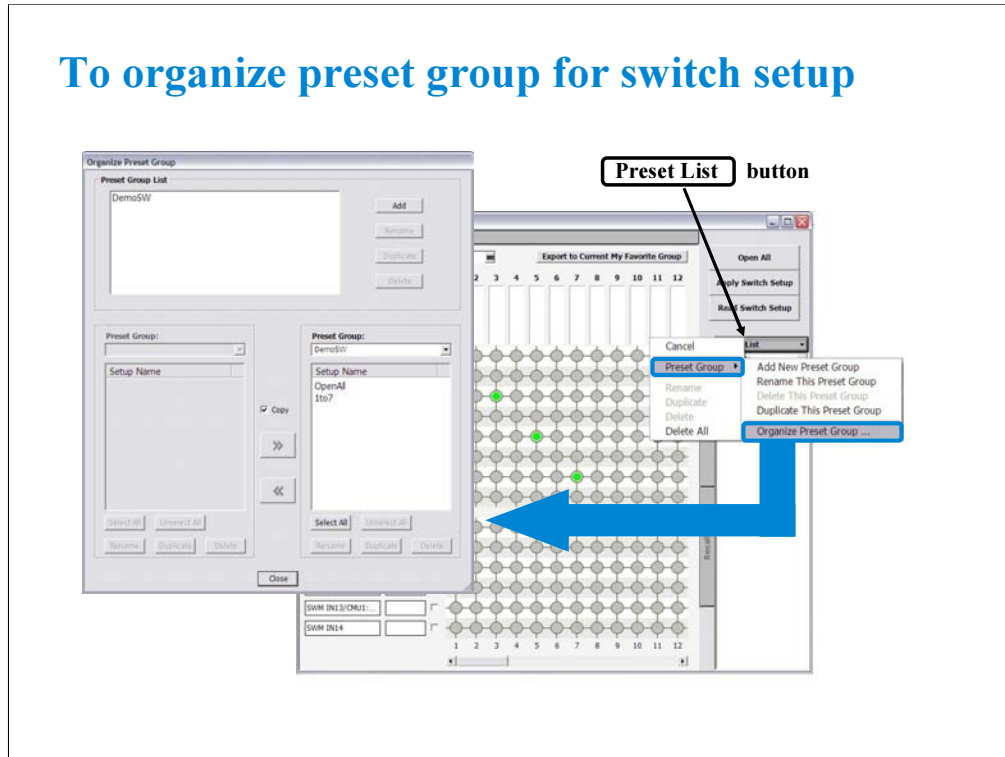 To organize preset group for switch setup
Preset List button
Organize Preset Group
Preset Group List
DemoSW
Add
Rename
Duplicate
Delete
Preset Group:
Setup Name
Select All Unselect All
Rename Duplicate Delete
Copy
>>
<<
Preset Group:
DemoSW
Setup Name
OpenAll
1to7
Select All Unselect All
Rename Duplicate Delete
Close
Export to Current My Favorite Group
2 3 4 5 6 7 8 9 10 11 12
Open All
Apply Switch Setup
Read Switch Setup
List
Cancel
Preset Group
Rename
Duplicate
Delete
Delete All
Add New Preset Group
Rename This Preset Group
Delete This Preset Group
Duplicate This Preset Group
Organize Preset Group ...
SWM IN13/CMU1:...
SWM IN14
1 2 3 4 5 6 7 8 9 10 11 12